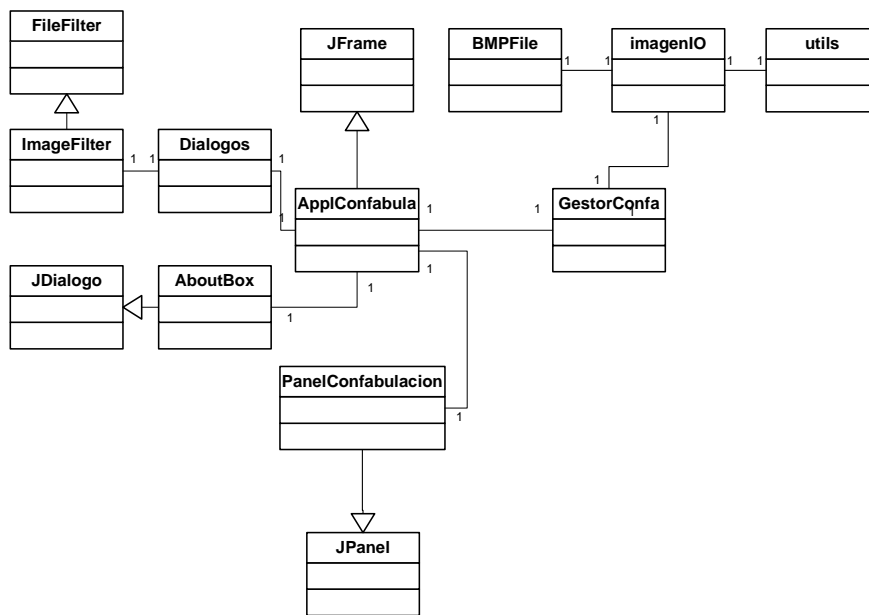 FileFilter
JFrame
BMPFile
imagenIO
utils
1
1
1
1
ImageFilter
Dialogos
1
1
1
1
1
1
ApplConfabula
GestorConfa
1
1
1
1
JDialogo
AboutBox
1
1
PanelConfabulacion
1
JPanel